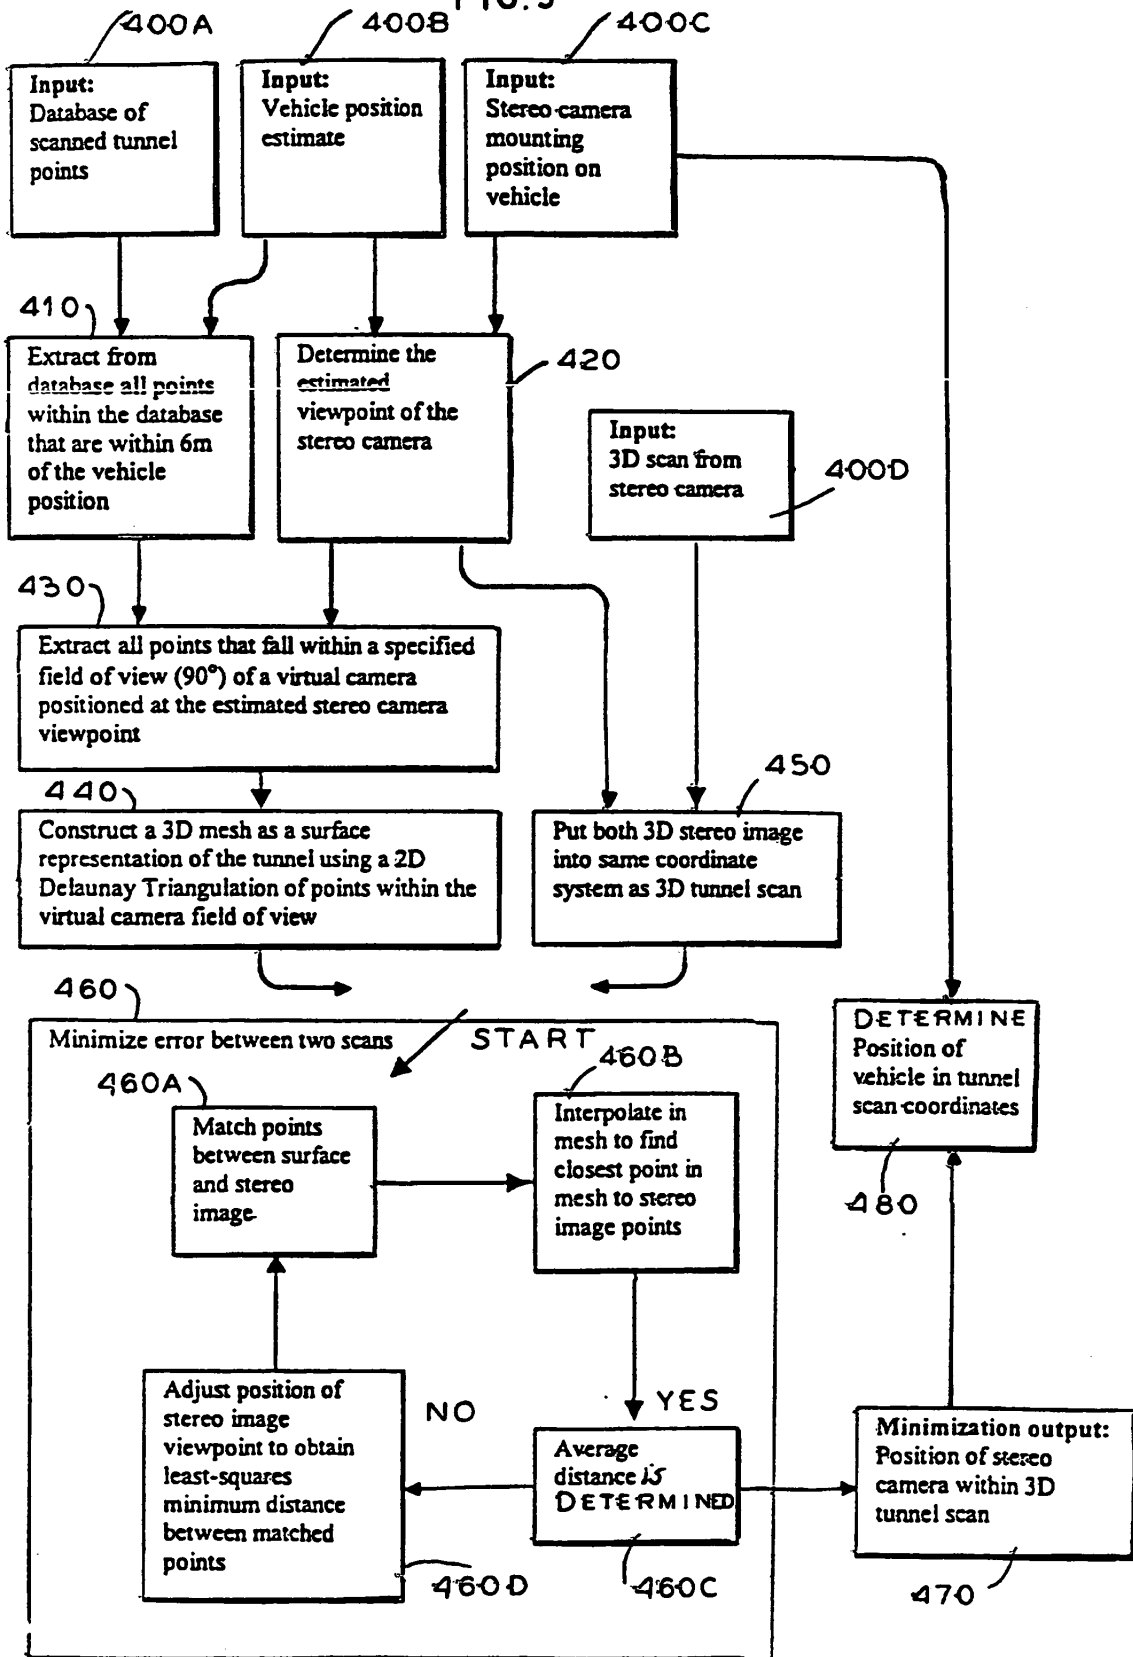 FIG. 5
400A
400B
400C
Input:
Database of
scanned tunnel
points
Input:
Vehicle position
estimate
Input:
Stereo-camera
mounting
position on
vehicle
410
Extract from
database all points
within the database
that are within 6m
of the vehicle
position
Determine the
estimated
viewpoint of the
stereo camera
420
Input:
3D scan from
stereo camera
400D
430
Extract all points that fall within a specified
field of view (90°) of a virtual camera
positioned at the estimated stereo camera
viewpoint
440
Construct a 3D mesh as a surface
representation of the tunnel using a 2D
Delaunay Triangulation of points within the
virtual camera field of view
450
Put both 3D stereo image
into same coordinate
system as 3D tunnel scan
460
Minimize error between two scans
START
460A
Match points
between surface
and stereo
image
460B
Interpolate in
mesh to find
closest point in
mesh to stereo
image points
DETERMINE
Position of
vehicle in tunnel
scan coordinates
480
Adjust position of
stereo image
viewpoint to obtain
least-squares
minimum distance
between matched
points
460D
NO
YES
Average
distance is
DETERMINED
460C
Minimization output:
Position of stereo
camera within 3D
tunnel scan
470